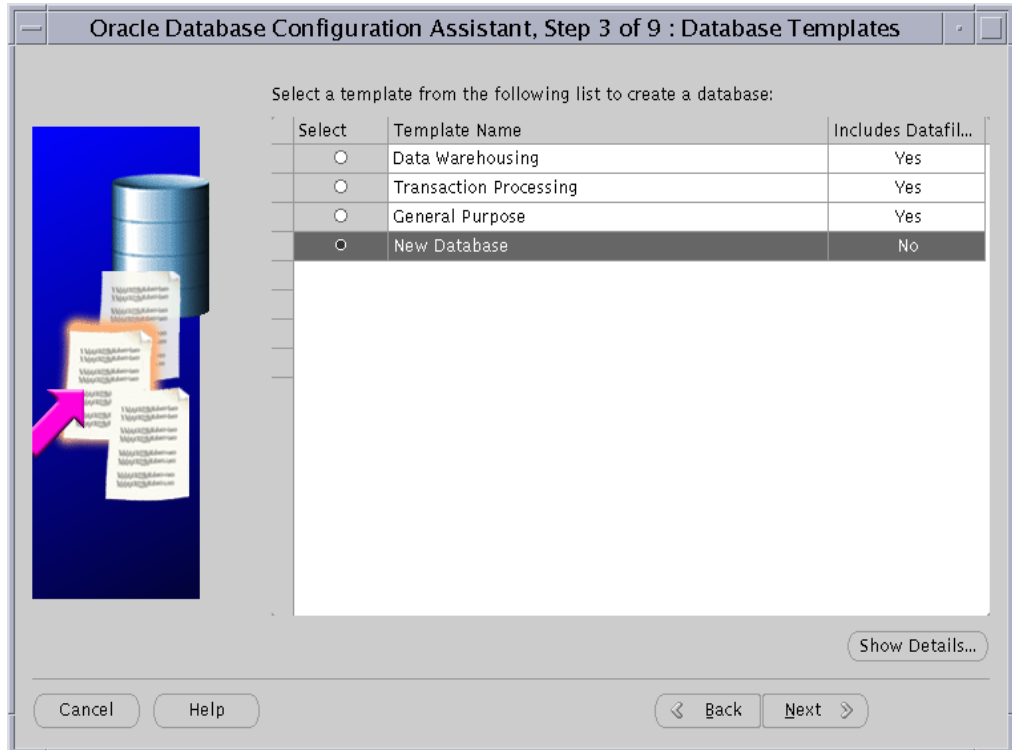 Oracle Database Configuration Assistant, Step 3 of 9 : Database Templates
Select a template from the following list to create a database:
Select Template Name Includes Datafil...
Data Warehousing Yes
Transaction Processing Yes
General Purpose Yes
New Database No
Show Details...
Cancel Help Back Next